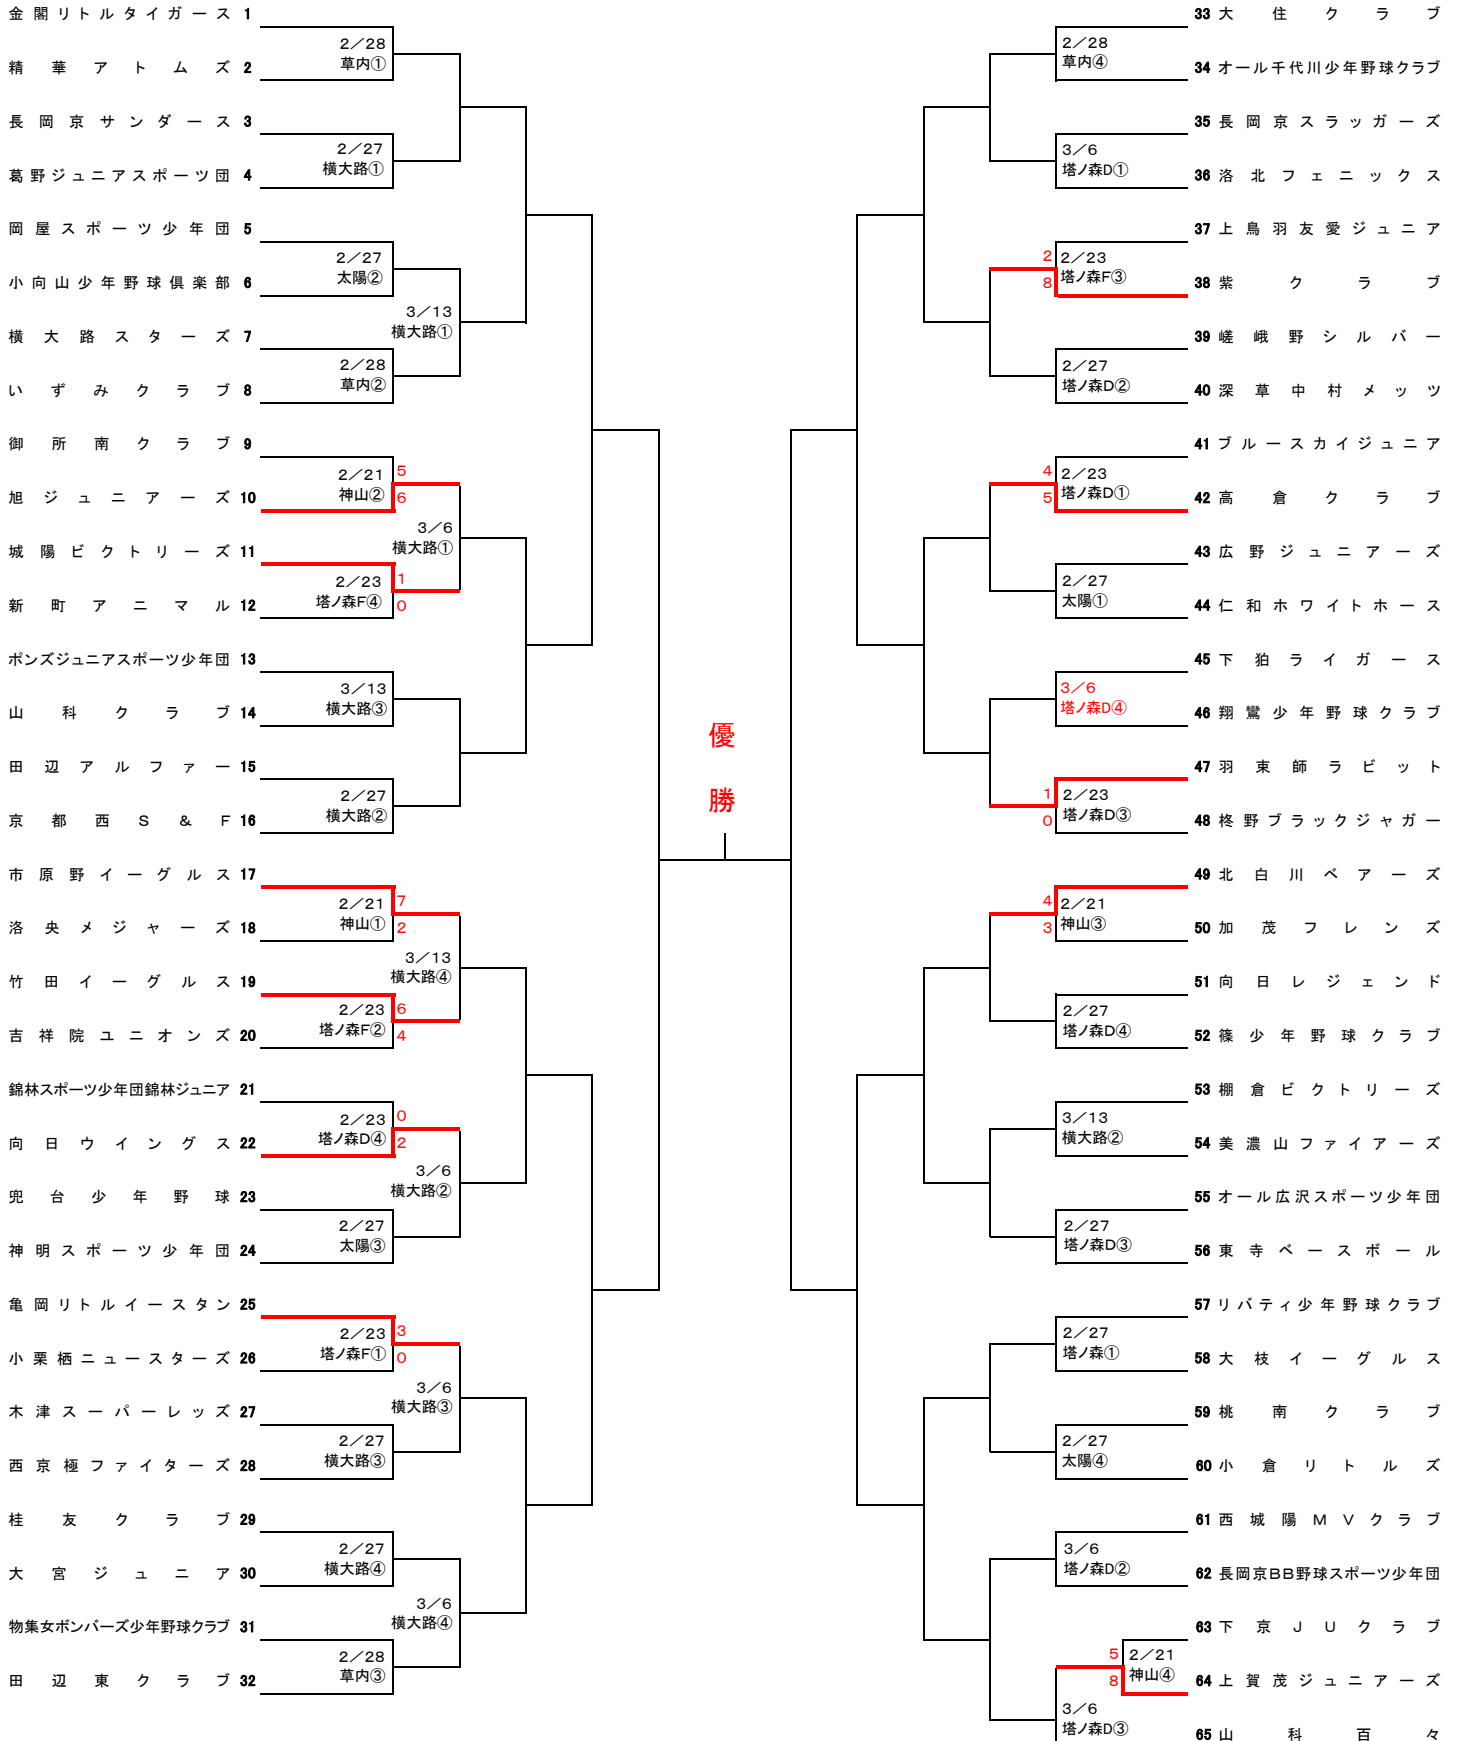 金閣リトルタイガース 1
2／28
草内①
精華アトムズ 2
長岡京サンダース 3
2／27
横大路①
葛野ジュニアスポーツ団 4
岡屋スポーツ少年団 5
2／27
太陽②
小向山少年野球倶楽部 6
3／13
横大路①
横大路スターズ 7
2／28
草内②
いずみクラブ 8
御所南クラブ 9
2／21
神山②
5
6
旭ジュニアーズ 10
3／6
横大路①
城陽ビクトリーズ 11
2／23
塔ノ森F④
1
0
新町アニマル 12
ポンズジュニアスポーツ少年団 13
3／13
横大路③
山科クラブ 14
田辺アルファー 15
2／27
横大路②
京都西S＆F 16
市原野イーグルス 17
2／21
神山①
7
2
洛央メジャーズ 18
3／13
横大路④
竹田イーグルス 19
2／23
塔ノ森F②
6
4
吉祥院ユニオンズ 20
錦林スポーツ少年団錦林ジュニア 21
2／23
塔ノ森D④
0
2
向日ウイングス 22
3／6
横大路②
兜台少年野球 23
2／27
太陽③
神明スポーツ少年団 24
亀岡リトルイースタン 25
2／23
塔ノ森F①
3
0
小栗栖ニュースターズ 26
3／6
横大路③
木津スーパーレッズ 27
2／27
横大路③
西京極ファイターズ 28
桂友クラブ 29
2／27
横大路④
大宮ジュニア 30
3／6
横大路④
物集女ボンバーズ少年野球クラブ 31
2／28
草内③
田辺東クラブ 32
優
勝
33 大住クラブ
2／28
草内④
34 オール千代川少年野球クラブ
35 長岡京スラッガーズ
3／6
塔ノ森D①
36 洛北フェニックス
37 上鳥羽友愛ジュニア
2
8
2／23
塔ノ森F③
38 紫クラブ
39 嵯峨野シルバー
2／27
塔ノ森D②
40 深草中村メッツ
41 ブルースカイジュニア
4
5
2／23
塔ノ森D①
42 高倉クラブ
43 広野ジュニアーズ
2／27
太陽①
44 仁和ホワイトホース
45 下狛ライガース
3／6
塔ノ森D④
46 翔鸞少年野球クラブ
47 羽束師ラビット
1
0
2／23
塔ノ森D③
48 柊野ブラックジャガー
49 北白川ベアーズ
4
3
2／21
神山③
50 加茂フレンズ
51 向日レジェンド
2／27
塔ノ森D④
52 篠少年野球クラブ
53 棚倉ビクトリーズ
3／13
横大路②
54 美濃山ファイアーズ
55 オール広沢スポーツ少年団
2／27
塔ノ森D③
56 東寺ベースボール
57 リバティ少年野球クラブ
2／27
塔ノ森①
58 大枝イーグルス
59 桃南クラブ
2／27
太陽④
60 小倉リトルズ
61 西城陽MVクラブ
3／6
塔ノ森D②
62 長岡京BB野球スポーツ少年団
63 下京JUクラブ
5
8
2／21
神山④
64 上賀茂ジュニアーズ
3／6
塔ノ森D③
65 山科百々